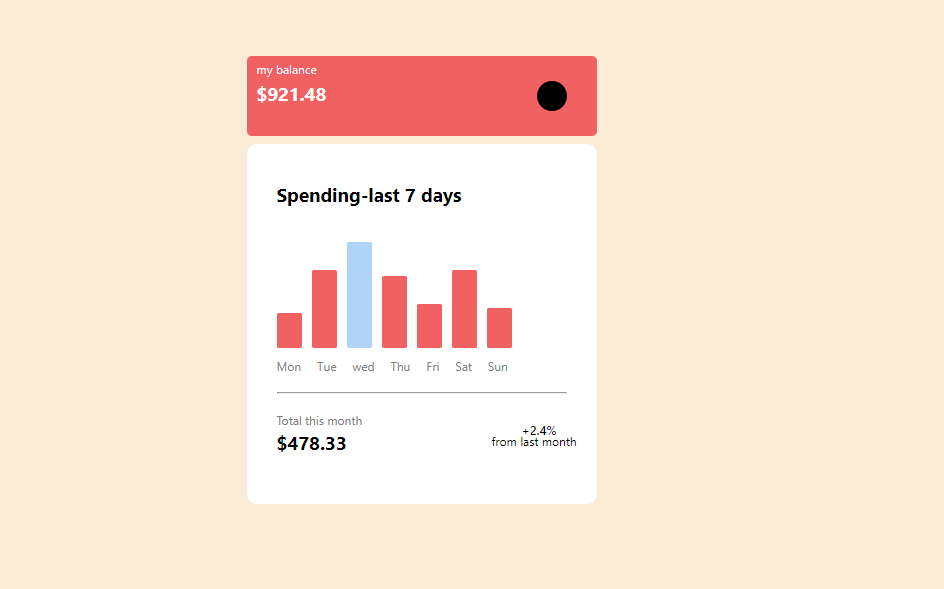 my balance
$921.48
Spending-last 7 days
Mon Tue wed Thu Fri Sat Sun
Total this month
$478.33
+2.4%
from last month